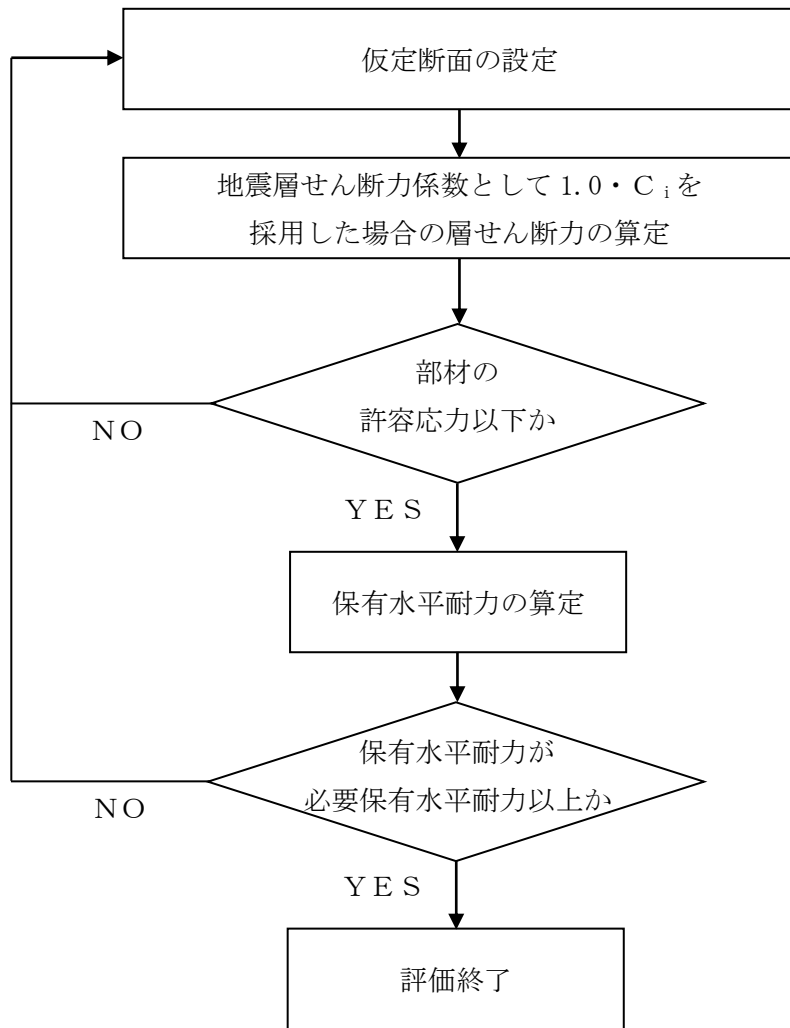 仮定断面の設定
地震層せん断力係数として1.0・Ｃｉを
採用した場合の層せん断力の算定
部材の
許容応力以下か
ＮＯ
ＹＥＳ
保有水平耐力の算定
保有水平耐力が
必要保有水平耐力以上か
ＮＯ
ＹＥＳ
評価終了